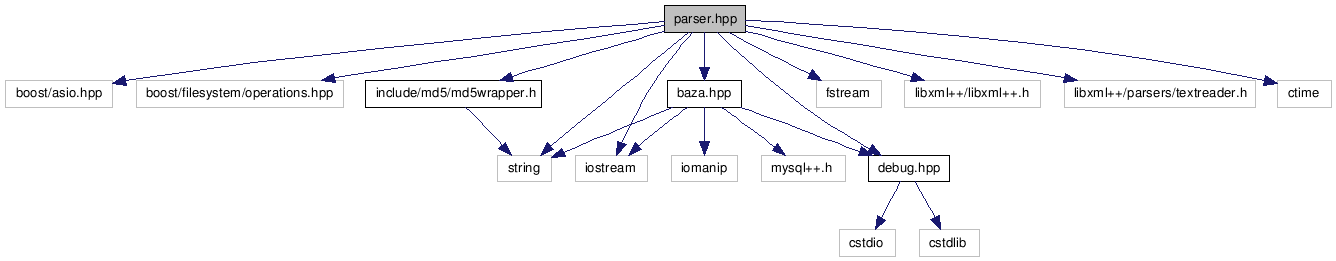 parser.hpp
boost/asio.hpp
boost/filesystem/operations.hpp
include/md5/md5wrapper.h
baza.hpp
fstream
libxml++/libxml++.h
libxml++/parsers/textreader.h
ctime
string
iostream
iomanip
mysql++.h
debug.hpp
cstdio
cstdlib